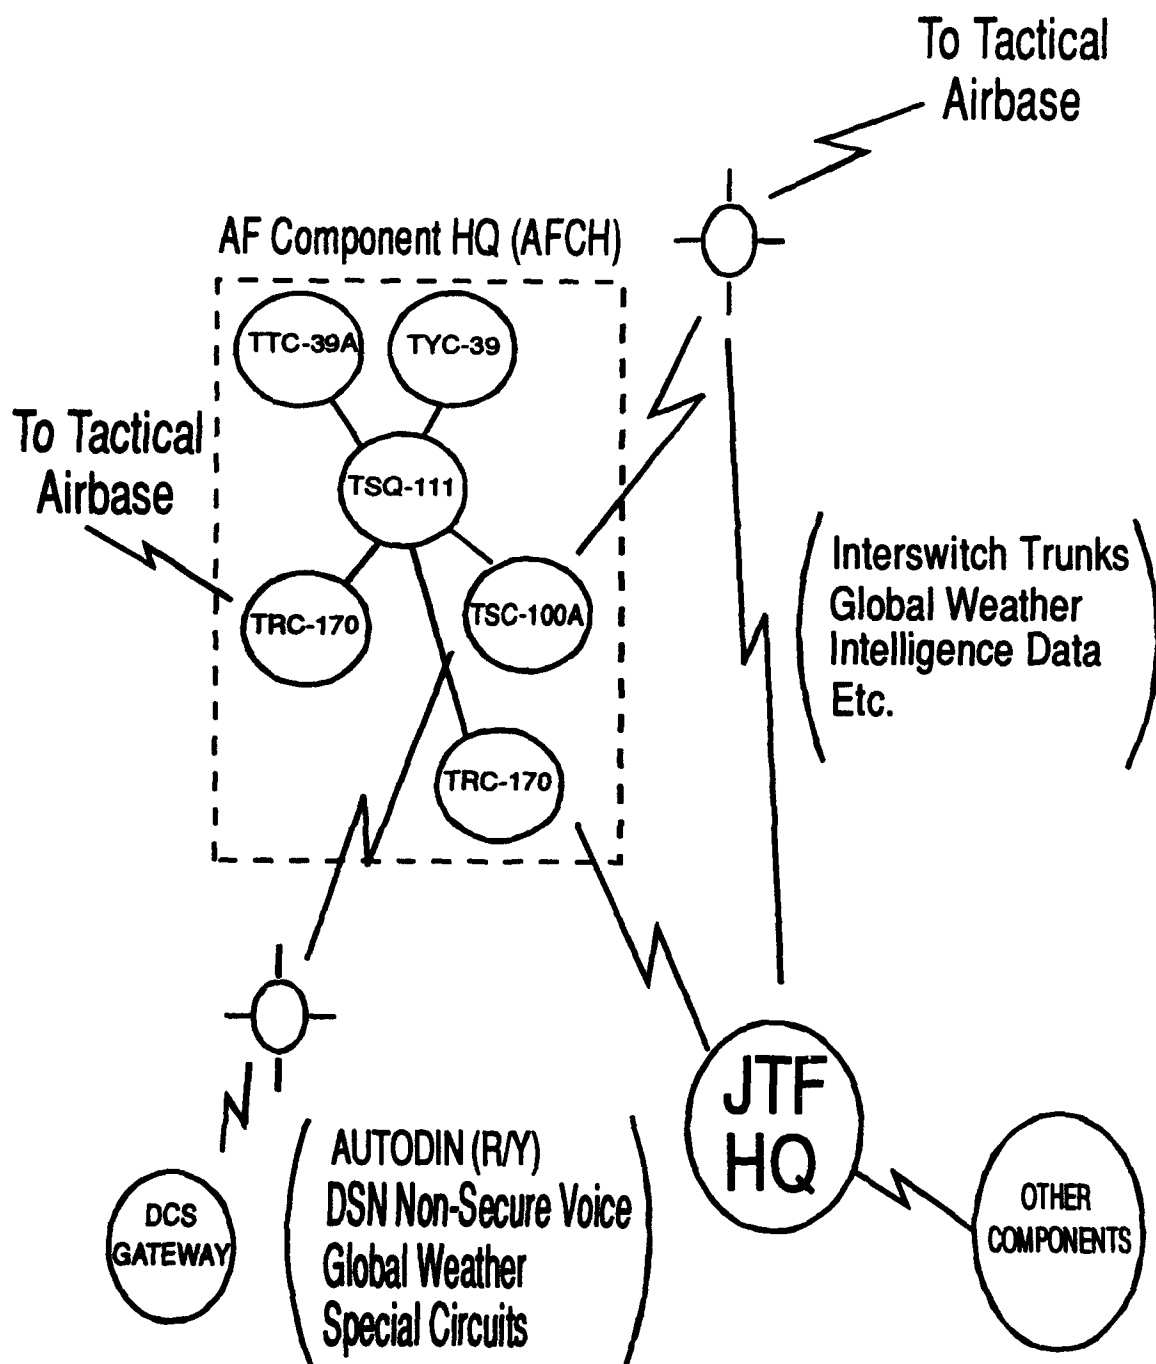 To Tactical
Airbase
AF Component HQ (AFCH)
TTC-39A
TYC-39
To Tactical
Airbase
TSQ-111
TRC-170
TSC-100A
Interswitch Trunks
Global Weather
Intelligence Data
Etc.
TRC-170
JTF
HQ
AUTODIN (R/Y)
DSN Non-Secure Voice
Global Weather
Special Circuits
DCS
GATEWAY
OTHER
COMPONENTS